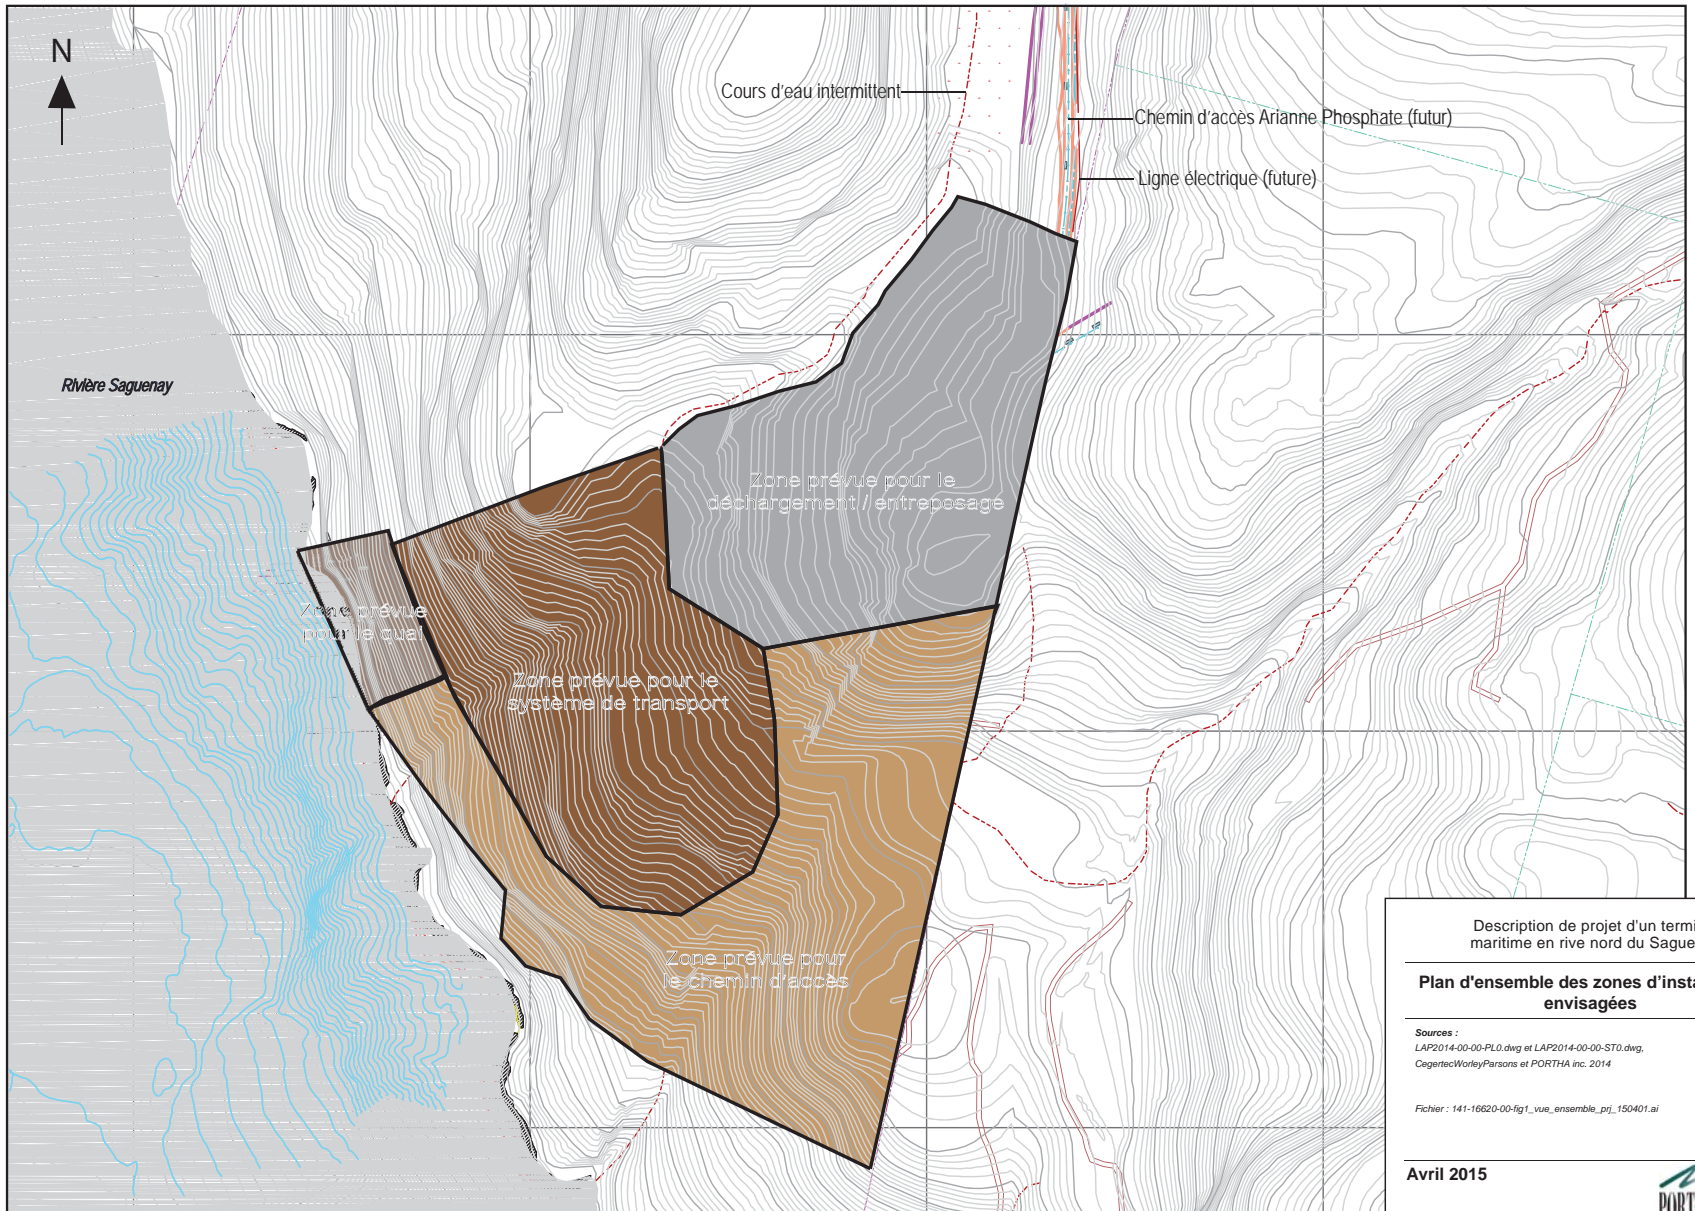 N
Cours d'eau intermittent
Chemin d'accès Arianne Phosphate (futur)
Ligne électrique (future)
Rivière Saguenay
Zone prévue pour le
déchargement / entreposage
Zone prévue
pour le quai
Zone prévue pour le
système de transport
Zone prévue pour
le chemin d'accès
Description de projet d'un termi
maritime en rive nord du Sague
Plan d'ensemble des zones d'insta
envisagées
Sources :
LAP2014-00-00-PL0.dwg et LAP2014-00-00-ST0.dwg,
CegertecWorleyParsons et PORTHA inc. 2014
Fichier : 141-16620-00-fig1_vue_ensemble_prj_150401.ai
Avril 2015
PORT